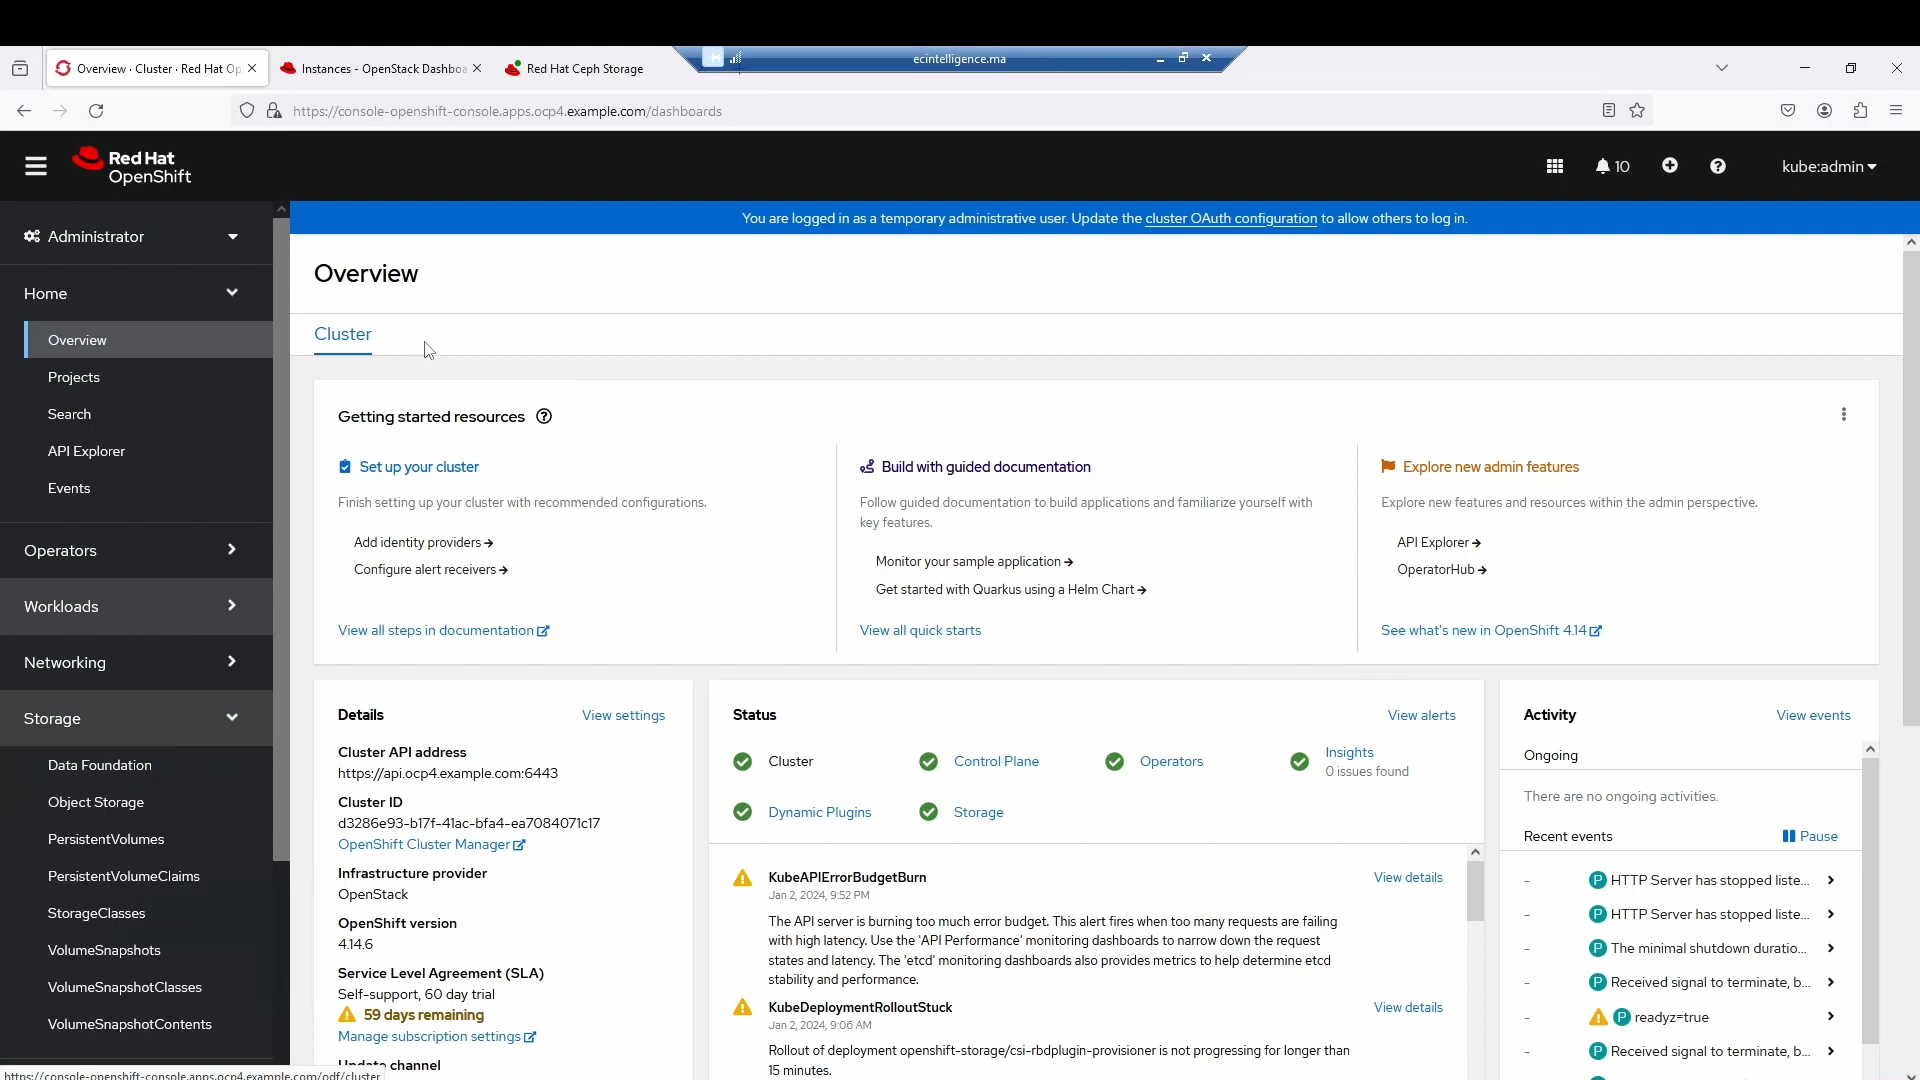 Overview · Cluster · Red Hat Op
Instances - OpenStack Dashboa
Red Hat Ceph Storage
ecintelligence.ma
https://console-openshift-console.apps.ocp4.example.com/dashboards
Red Hat
OpenShift
10
kube:admin
You are logged in as a temporary administrative user. Update the cluster OAuth configuration to allow others to log in.
Administrator
Home
Overview
Projects
Search
API Explorer
Events
Operators
Workloads
Networking
Storage
Data Foundation
Object Storage
PersistentVolumes
PersistentVolumeClaims
StorageClasses
VolumeSnapshots
VolumeSnapshotClasses
VolumeSnapshotContents
https://console-openshift-console.apps.ocp4.example.com/odf/cluster
Overview
Cluster
Getting started resources
Set up your cluster
Finish setting up your cluster with recommended configurations.
Add identity providers
Configure alert receivers
View all steps in documentation
Build with guided documentation
Follow guided documentation to build applications and familiarize yourself with
key features.
Monitor your sample application
Get started with Quarkus using a Helm Chart
View all quick starts
Explore new admin features
Explore new features and resources within the admin perspective.
API Explorer
OperatorHub
See what's new in OpenShift 4.14
Details
View settings
Cluster API address
https://api.ocp4.example.com:6443
Cluster ID
d3286e93-b17f-41ac-bfa4-ea7084071c17
OpenShift Cluster Manager
Infrastructure provider
OpenStack
OpenShift version
4.14.6
Service Level Agreement (SLA)
Self-support, 60 day trial
59 days remaining
Manage subscription settings
Update channel
Status
View alerts
Cluster
Control Plane
Operators
Insights
0 issues found
Dynamic Plugins
Storage
KubeAPIErrorBudgetBurn
View details
Jan 2, 2024, 9:52 PM
The API server is burning too much error budget. This alert fires when too many requests are failing
with high latency. Use the 'API Performance' monitoring dashboards to narrow down the request
states and latency. The 'etcd' monitoring dashboards also provides metrics to help determine etcd
stability and performance.
KubeDeploymentRolloutStuck
View details
Jan 2, 2024, 9:06 AM
Rollout of deployment openshift-storage/csi-rbdplugin-provisioner is not progressing for longer than
15 minutes.
Activity
View events
Ongoing
There are no ongoing activities.
Recent events
Pause
- P HTTP Server has stopped liste...
- P HTTP Server has stopped liste...
- P The minimal shutdown duratio...
- P Received signal to terminate, b...
- P readyz=true
- P Received signal to terminate, b...